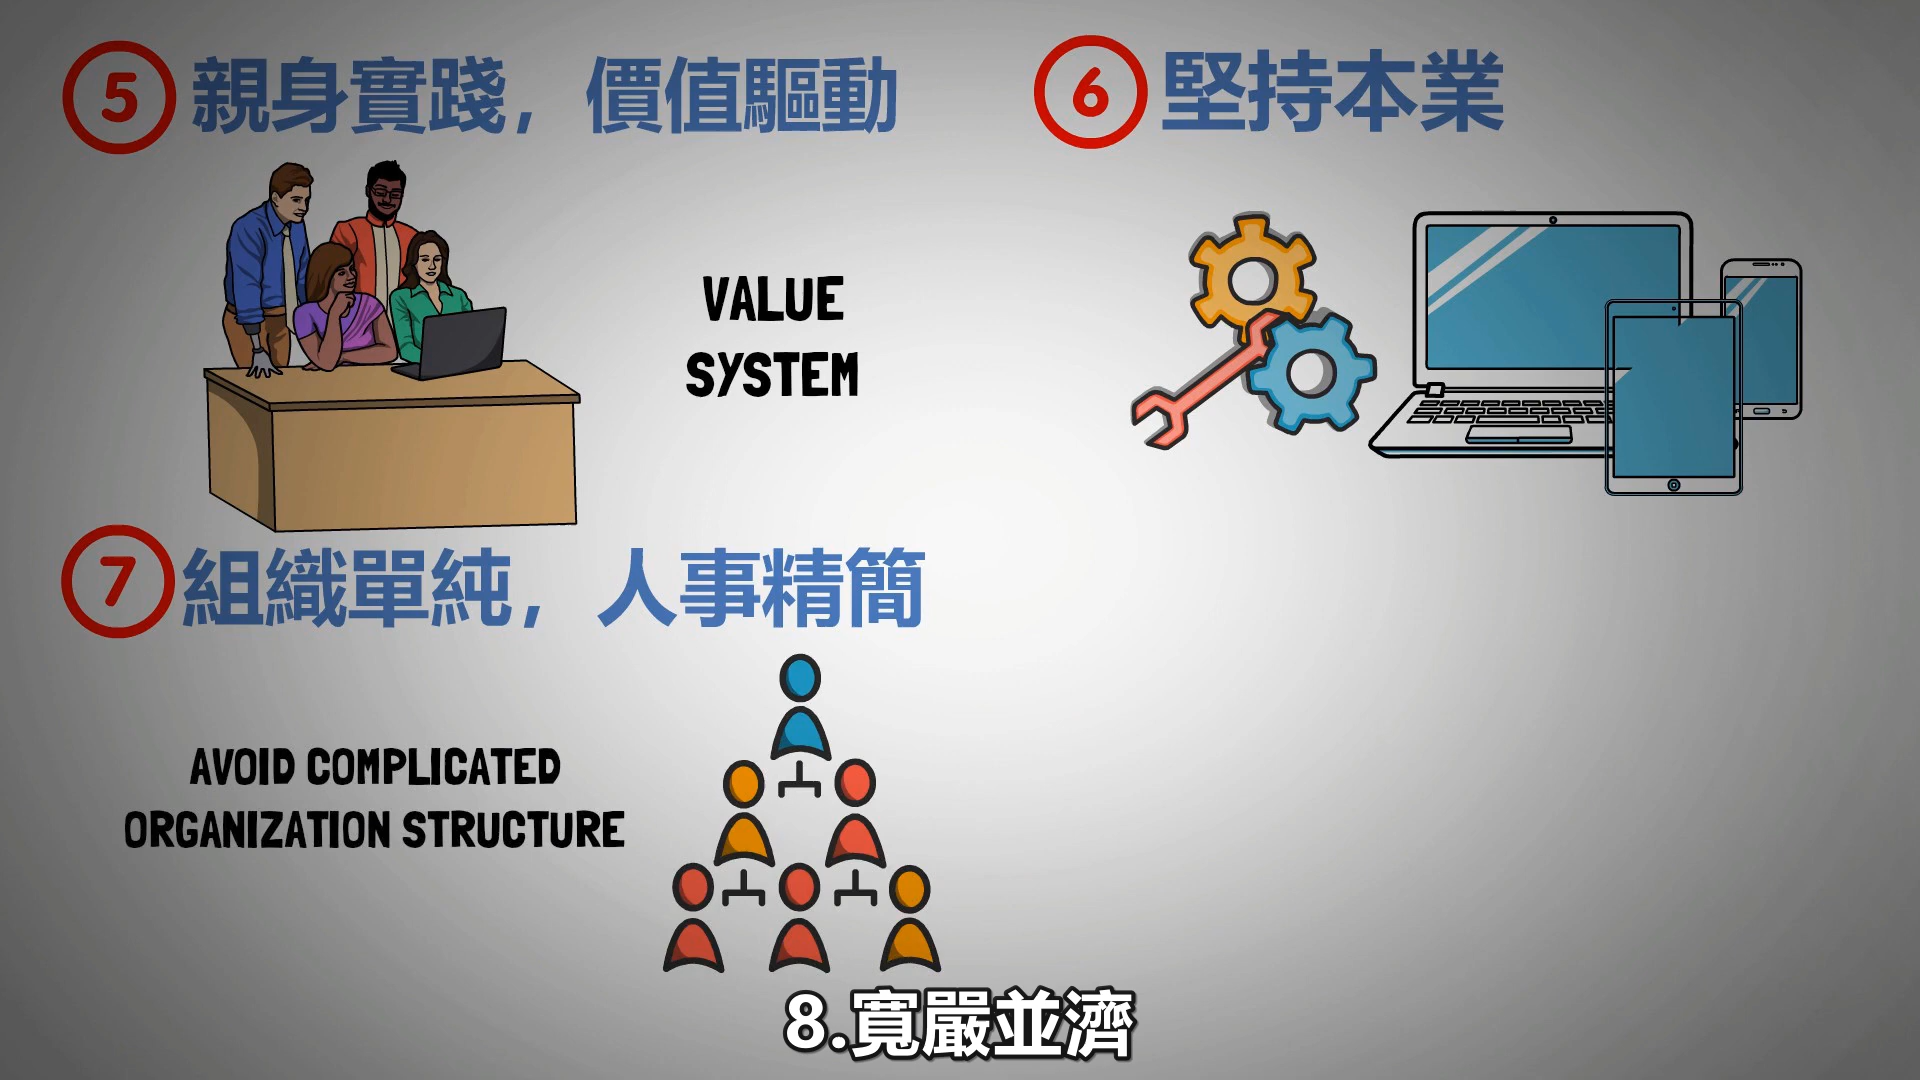 5 親身實踐，價值驅動
VALUE
SYSTEM
6 堅持本業
7 組織單純，人事精簡
AVOID COMPLICATED
ORGANIZATION STRUCTURE
8.寬嚴並濟